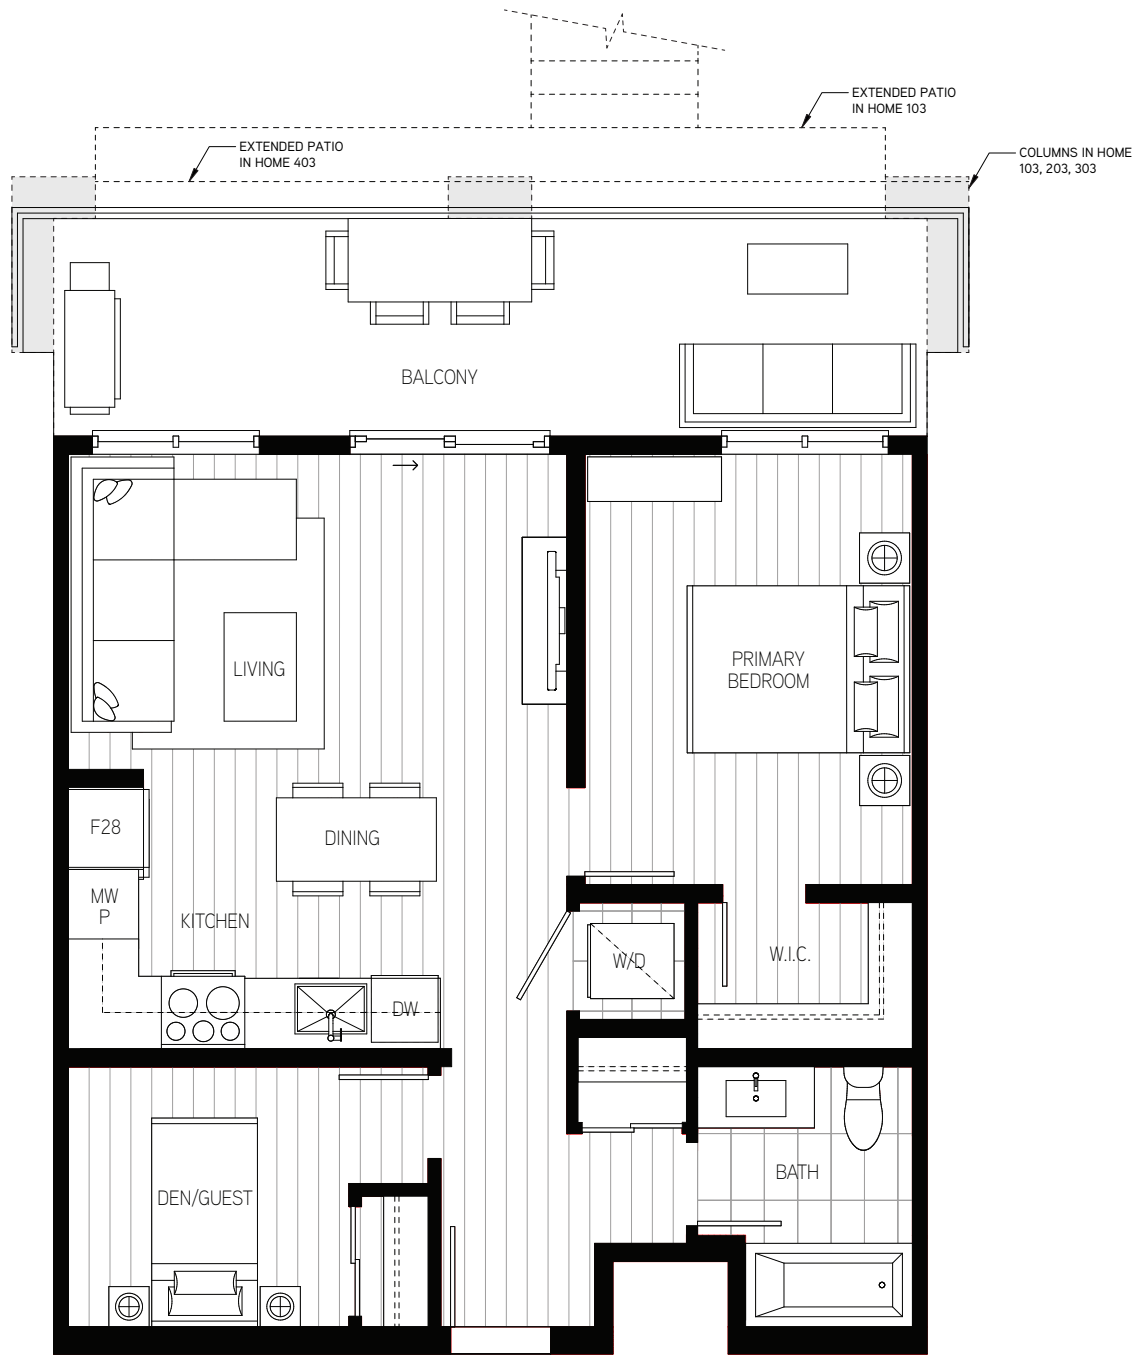 EXTENDED PATIO
IN HOME 103
EXTENDED PATIO
IN HOME 403
COLUMNS IN HOME
103, 203, 303
BALCONY
LIVING
PRIMARY
BEDROOM
F28
DINING
MW
P
KITCHEN
W/D
W.I.C.
DW
DEN/GUEST
BATH